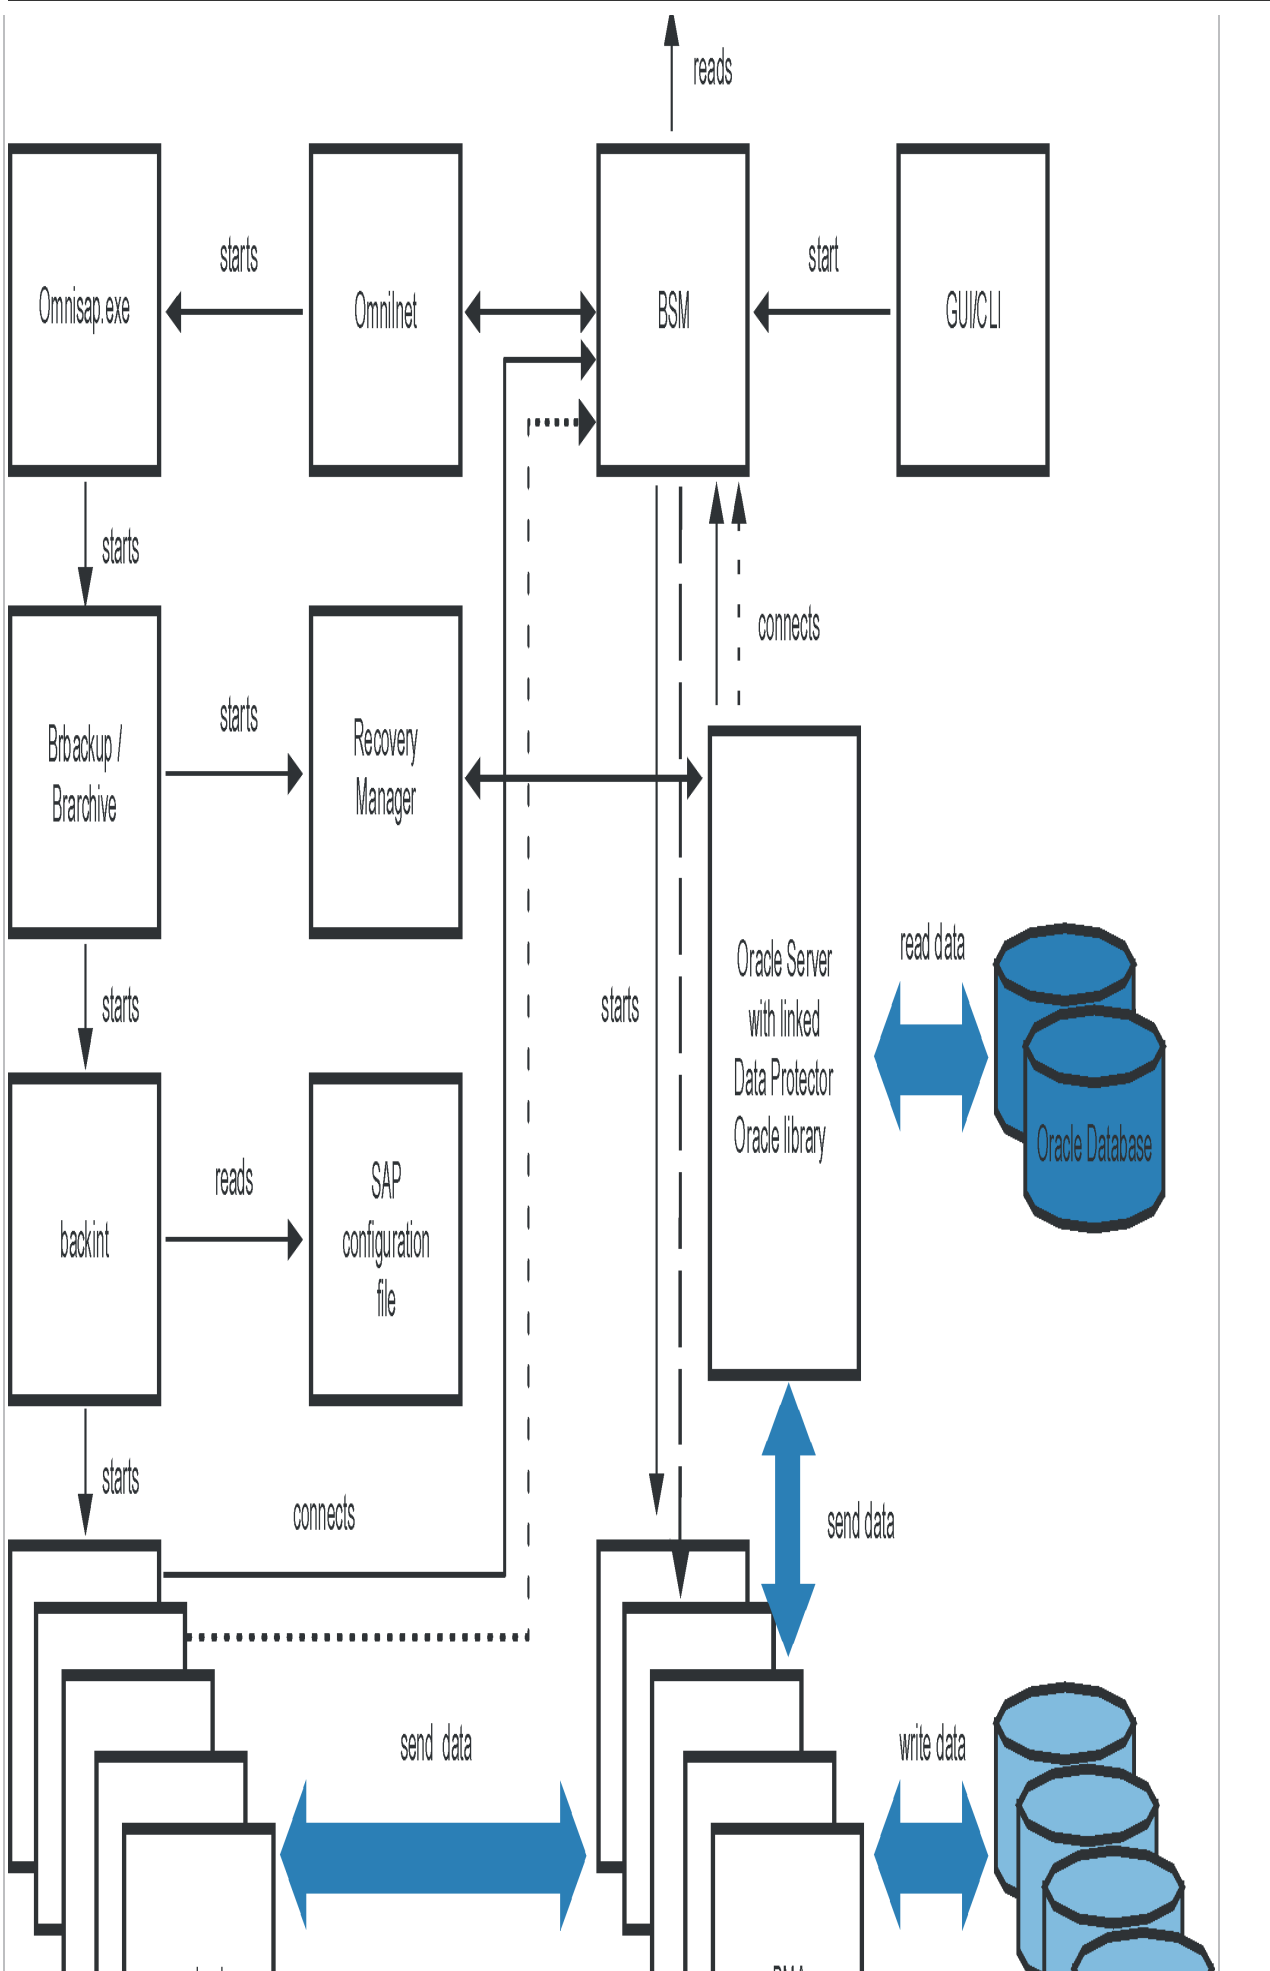 reads
Omnisap.exe
starts
OmniInet
BSM
start
GUI/CLI
starts
connects
Brbackup /
Brarchive
starts
Recovery
Manager
Oracle Server
with linked
Data Protector
Oracle library
read data
Oracle Database
starts
starts
backint
reads
SAP
configuration
file
starts
connects
send data
send data
write data